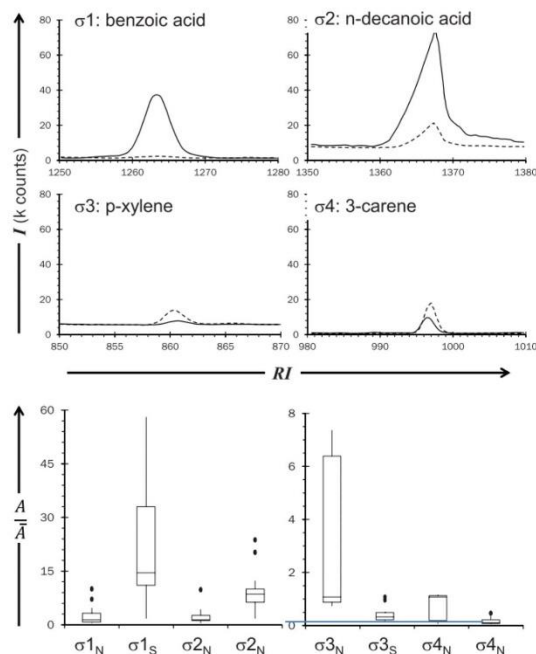 σ1: benzoic acid
80
60
40
20
0
1250 1260 1270 1280
σ2: n-decanoic acid
80
60
40
20
0
1350 1360 1370 1380
I (k counts)
σ3: p-xylene
80
60
40
20
0
850 855 860 865 870
σ4: 3-carene
80
60
40
20
0
980 990 1000 1010
RI
A
Ā
60
45
30
15
0
σ1N σ1S σ2N σ2N
8
6
4
2
0
σ3N σ3S σ4N σ4N